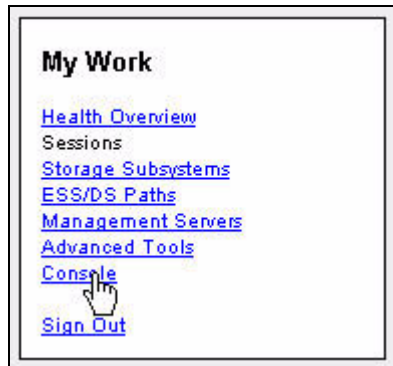 My Work
Health Overview
Sessions
Storage Subsystems
ESS/DS Paths
Management Servers
Advanced Tools
Console
Sign Out